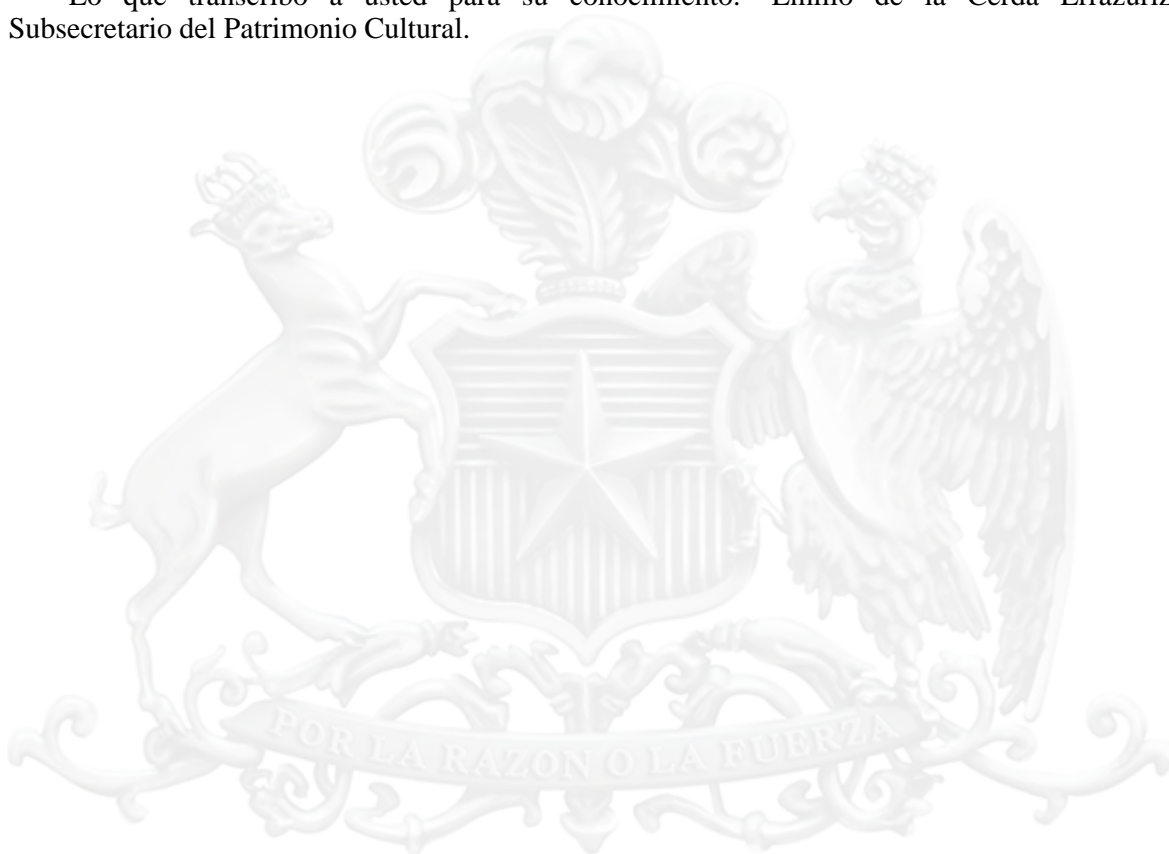 Lo que transcribo a usted para su conocimiento.- Emilio de la Cerda Errázuriz,
Subsecretario del Patrimonio Cultural.
POR LA RAZON O LA FUERZA